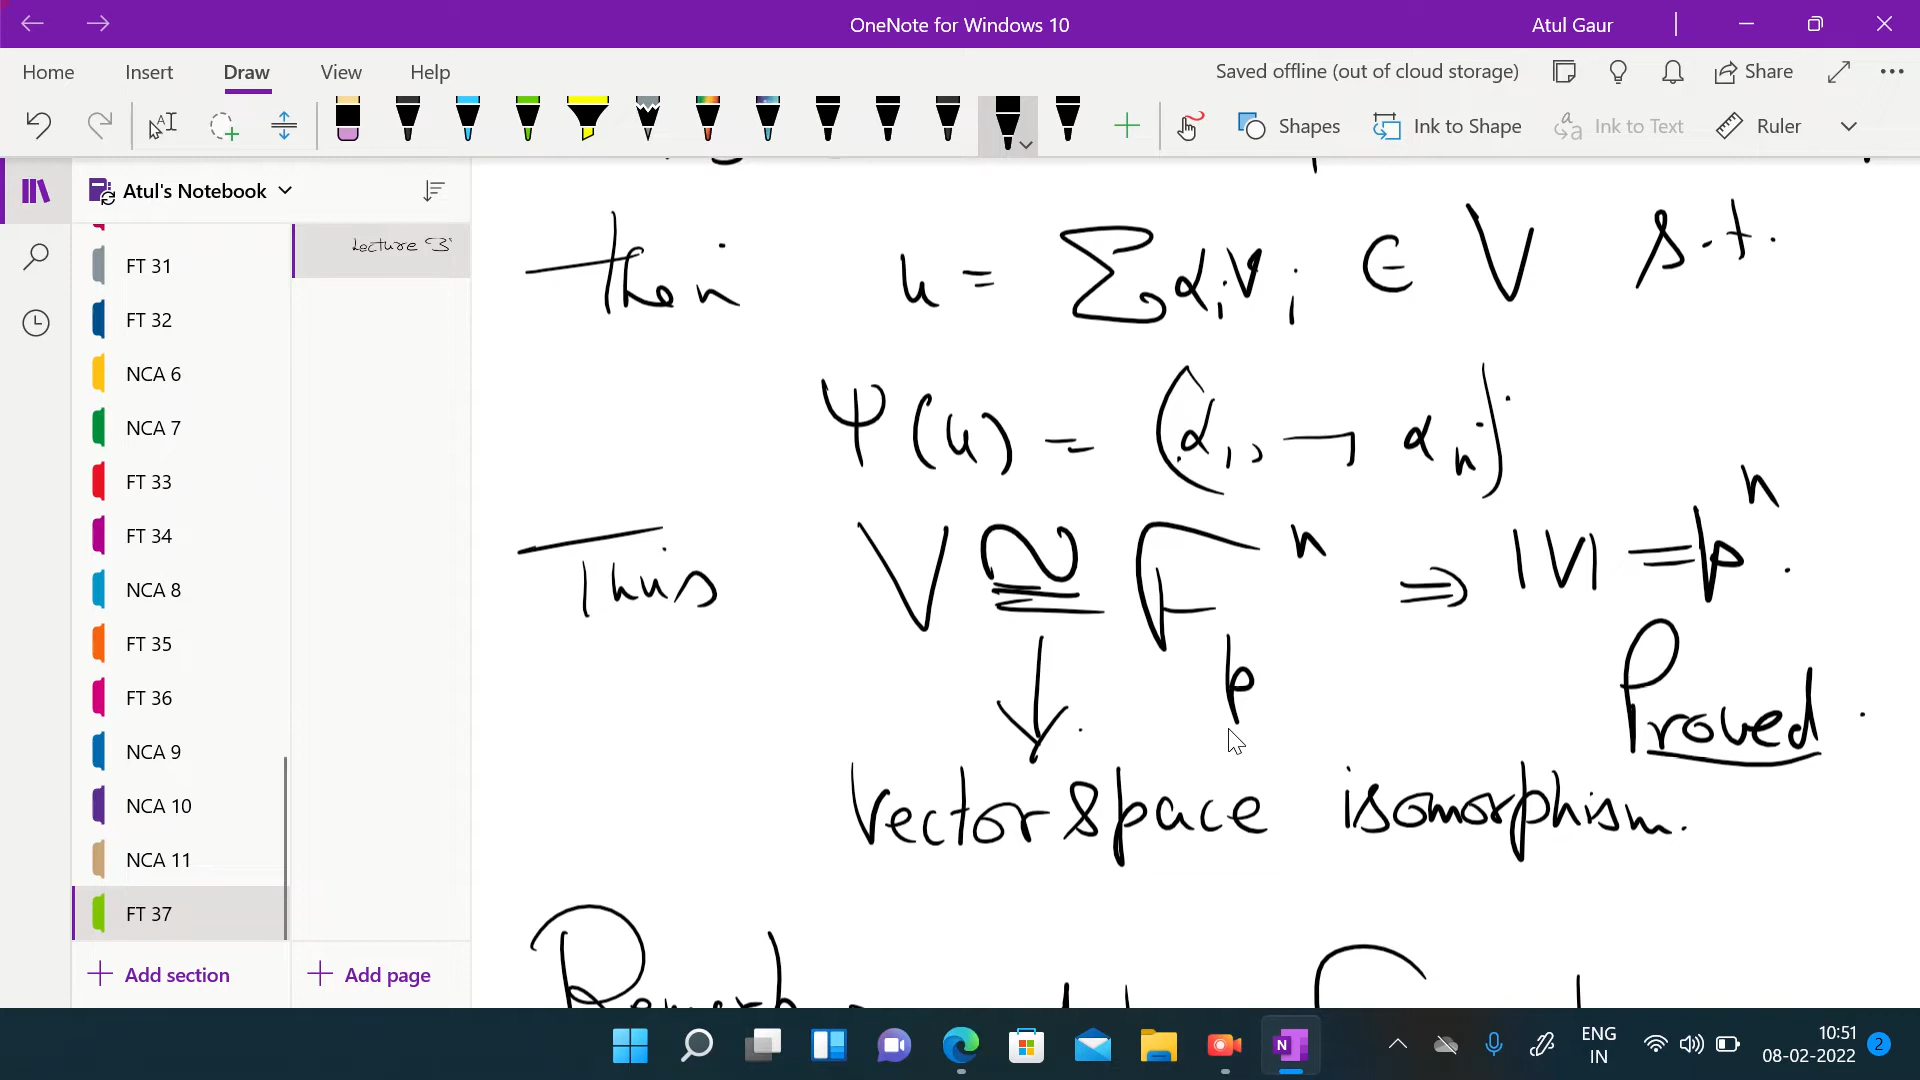 OneNote for Windows 10
Atul Gaur
Home Insert Draw View Help
Saved offline (out of cloud storage)
Share
Shapes
Ink to Shape
Ink to Text
Ruler
Atul's Notebook
Lecture 3
FT 31
FT 32
NCA 6
NCA 7
FT 33
FT 34
NCA 8
FT 35
FT 36
NCA 9
NCA 10
NCA 11
FT 37
Add section
Add page
Then u = ∑ αᵢvᵢ ∈ V s.t.
Ψ(u) = (α₁, — , αₙ).
Thus V ≅ Fₚⁿ ⇒ |V| = pⁿ.
Proved.
↓
Vector space isomorphism.
Remark
ENG
IN
10:51
08-02-2022
2